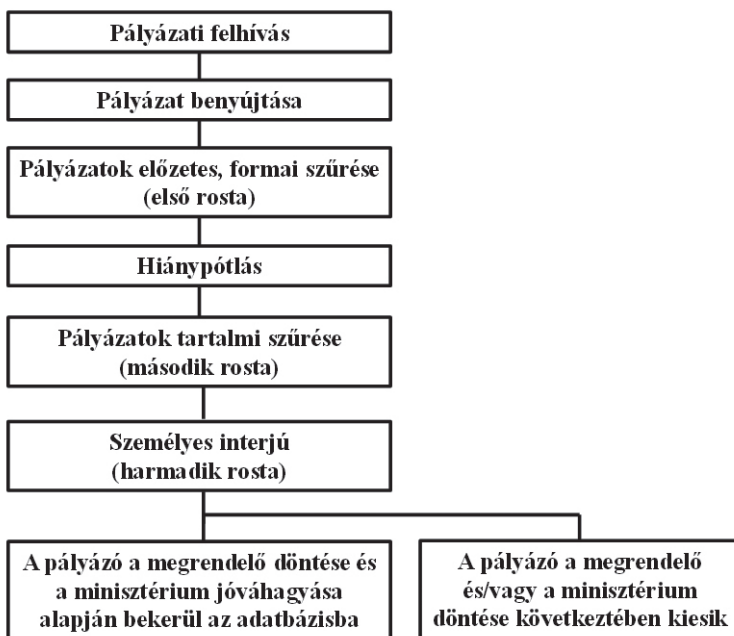 Pályázati felhívás
Pályázat benyújtása
Pályázatok előzetes, formai szűrése
(első rosta)
Hiánypótlás
Pályázatok tartalmi szűrése
(második rosta)
Személyes interjú
(harmadik rosta)
A pályázó a megrendelő döntése és
a minisztérium jóváhagyása
alapján bekerül az adatbázisba
A pályázó a megrendelő
és/vagy a minisztérium
döntése következtében kiesik